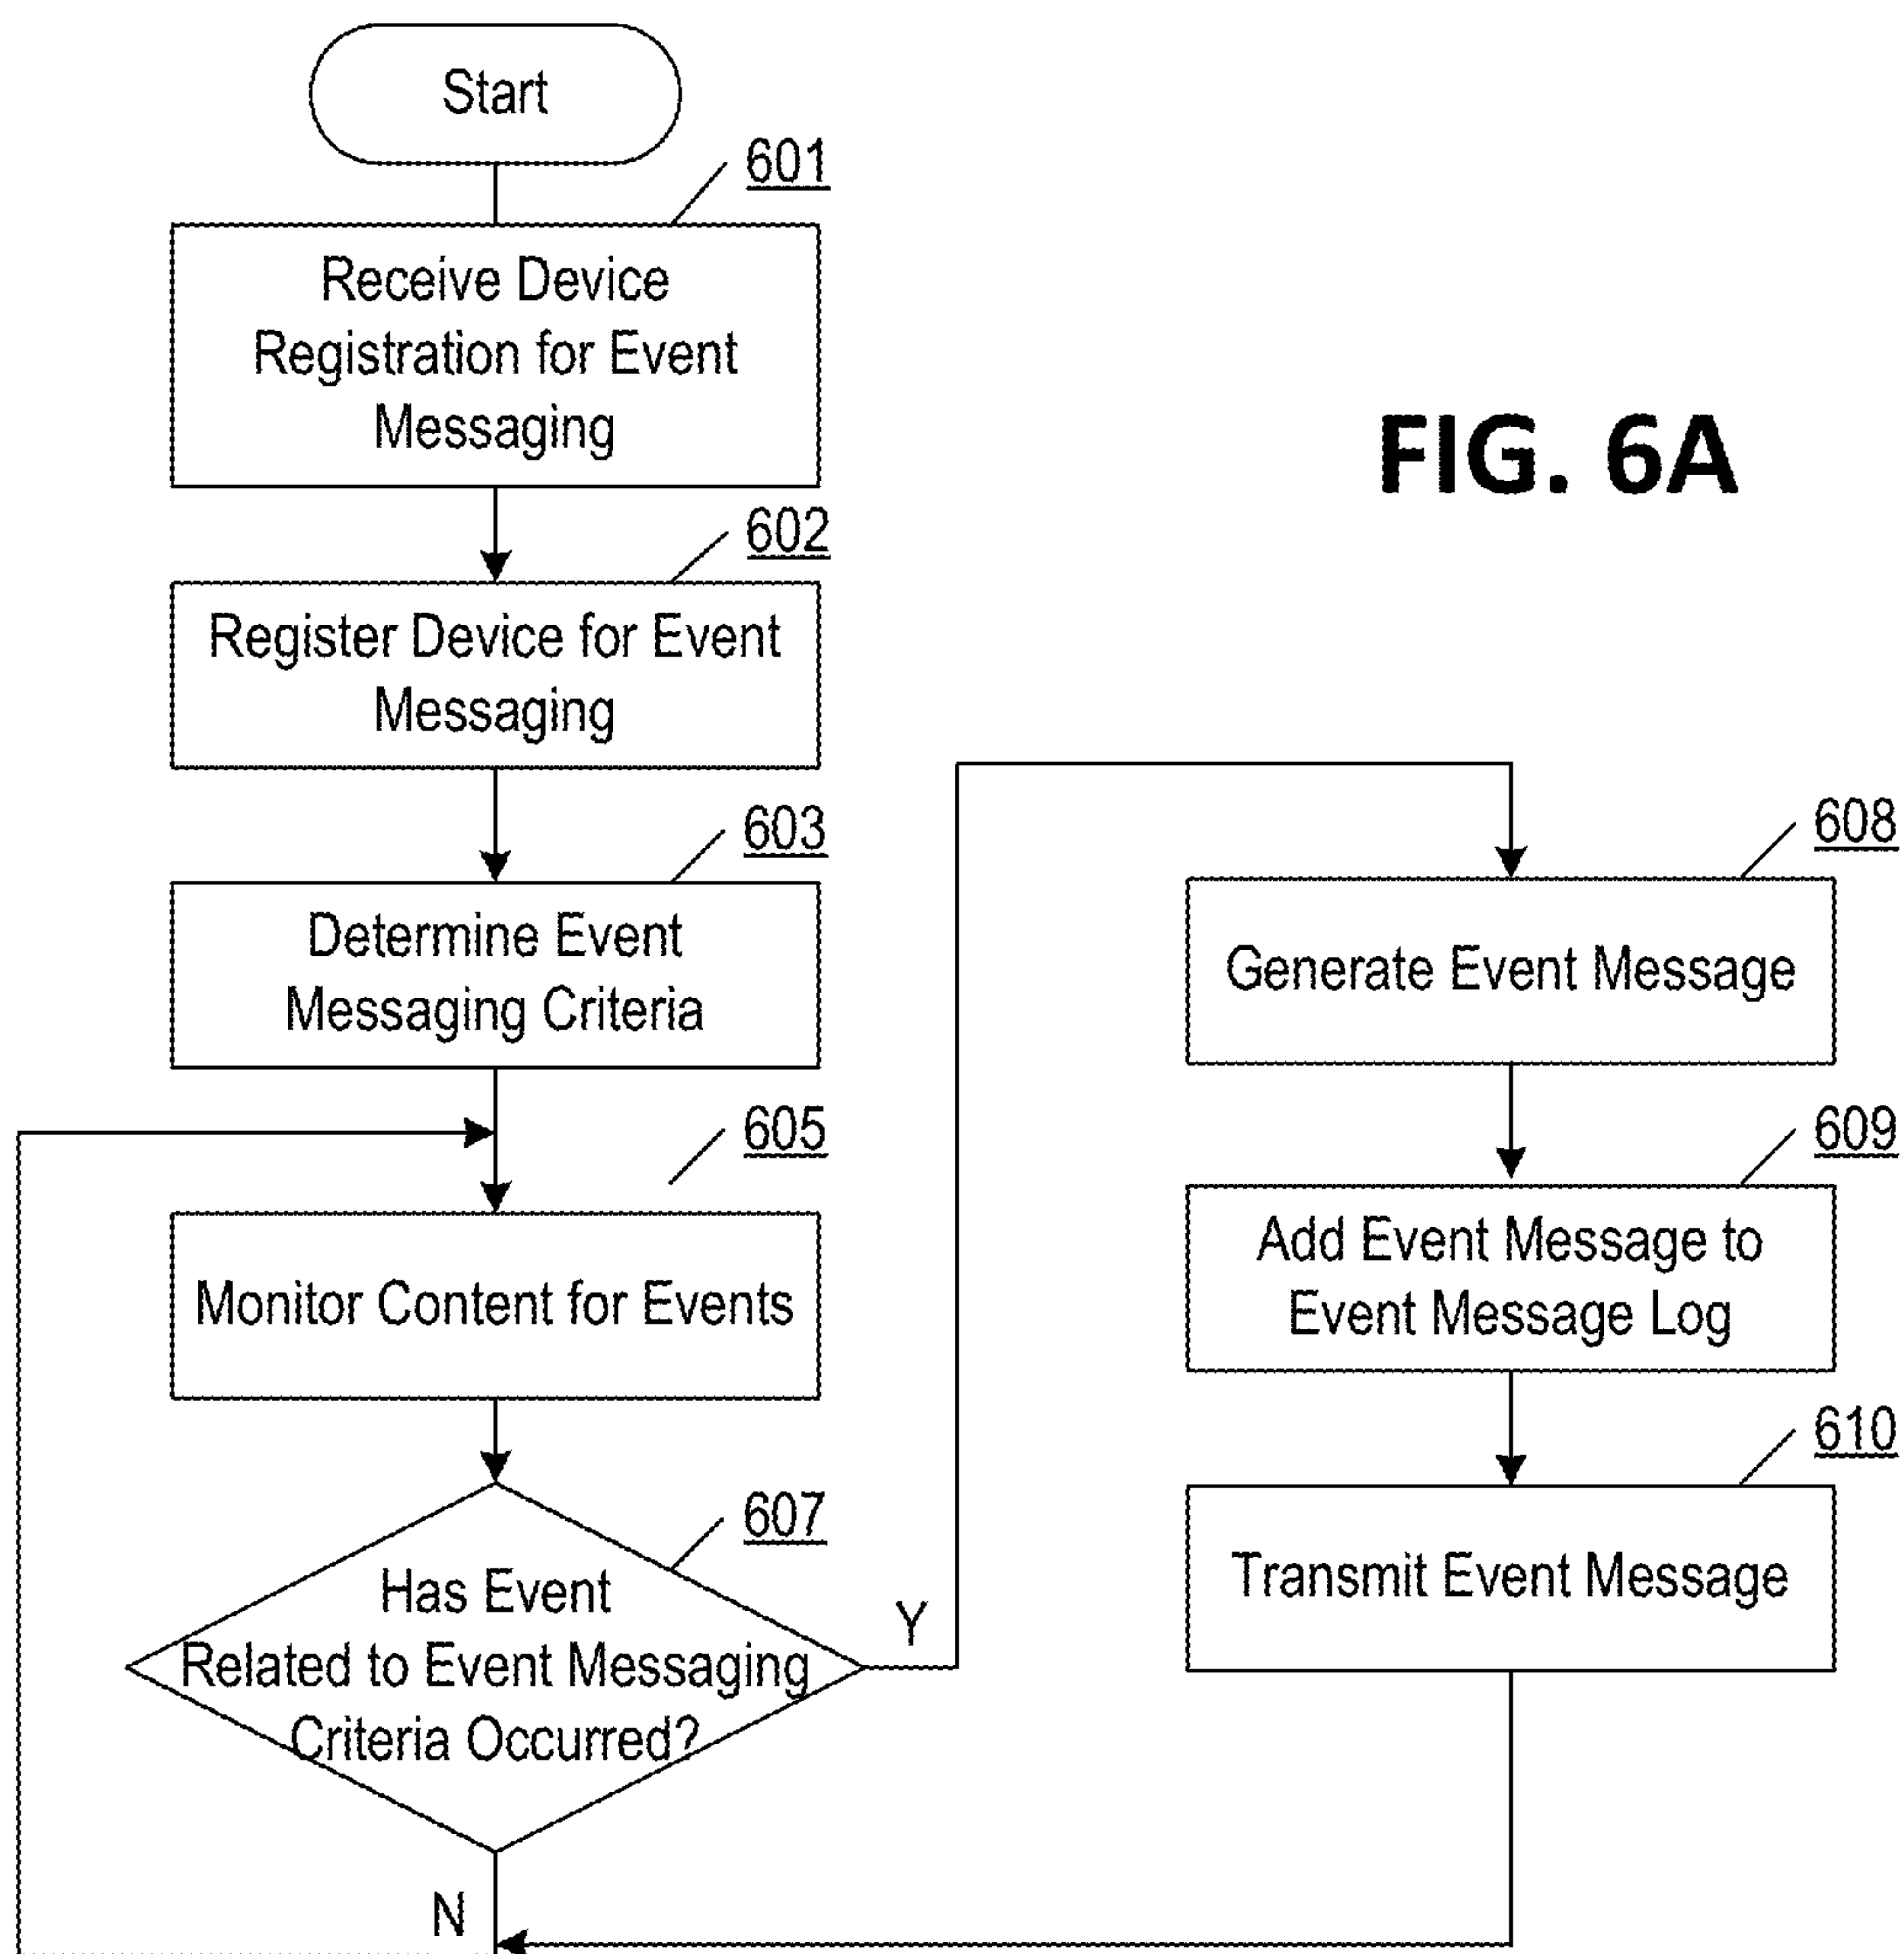 Start
601
Receive Device
Registration for Event
Messaging
FIG. 6A
602
Register Device for Event
Messaging
603
Determine Event
Messaging Criteria
605
Monitor Content for Events
607
Has Event
Related to Event Messaging
Criteria Occurred?
Y
N
608
Generate Event Message
609
Add Event Message to
Event Message Log
610
Transmit Event Message